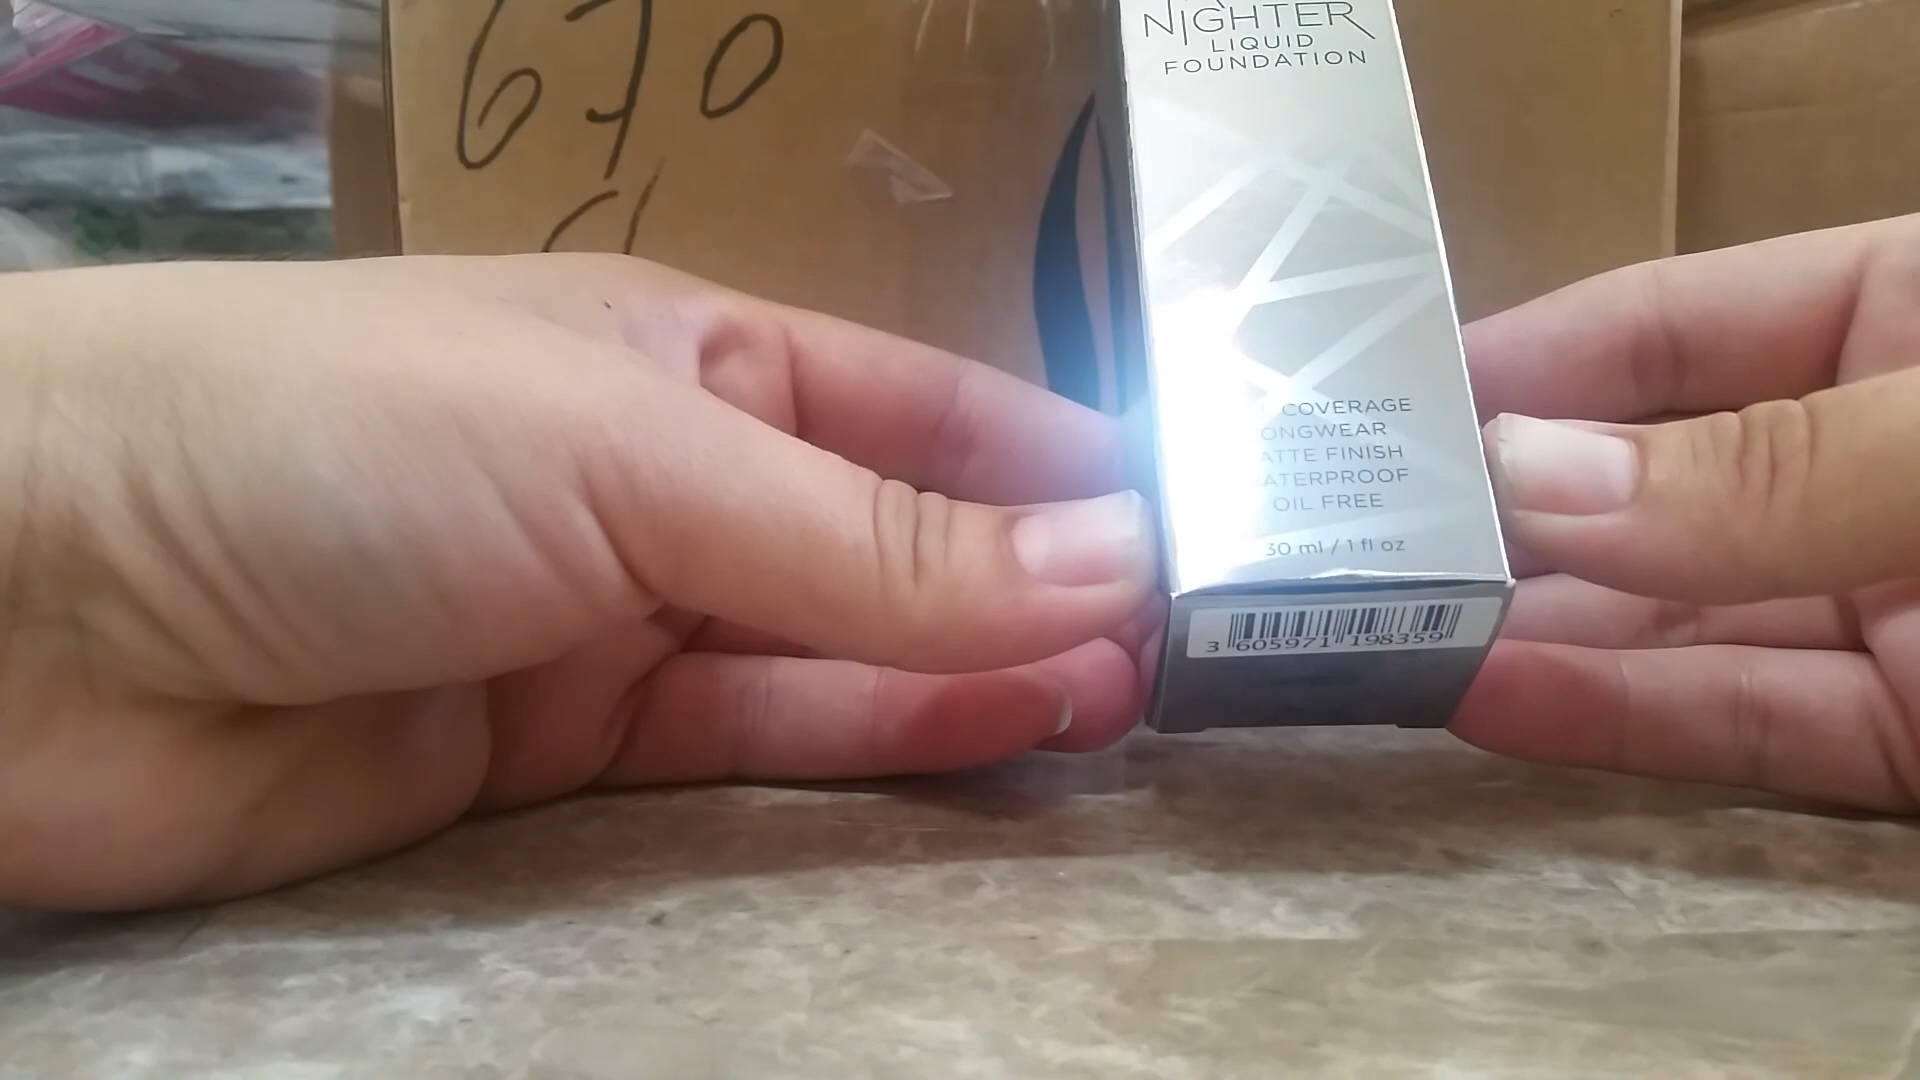 670
NIGHTER
LIQUID
FOUNDATION
COVERAGE
ONGWEAR
ATTE FINISH
ATERPROOF
OIL FREE
30 ml / 1 fl oz
3 605971 198359